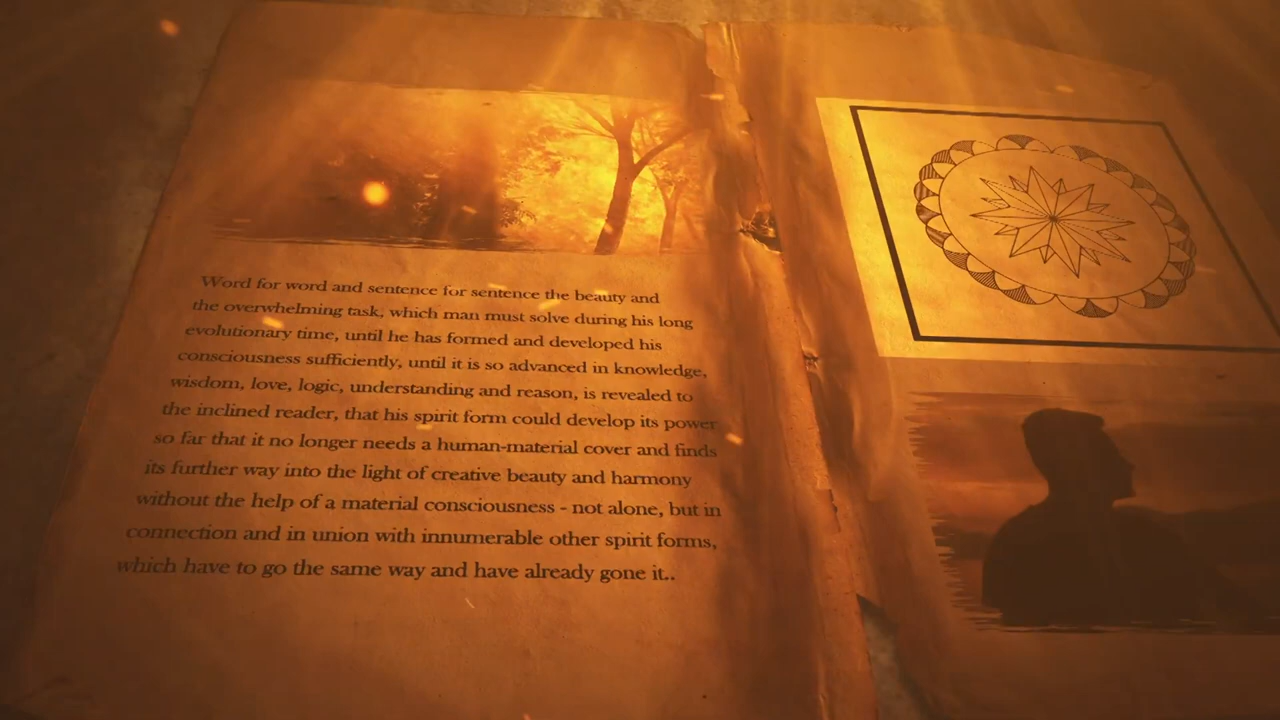 Word for word and sentence for sentence the beauty and
the overwhelming task, which man must solve during his long
evolutionary time, until he has formed and developed his
consciousness sufficiently, until it is so advanced in knowledge,
wisdom, love, logic, understanding and reason, is revealed to
the inclined reader, that his spirit form could develop its power
so far that it no longer needs a human-material cover and finds
its further way into the light of creative beauty and harmony
without the help of a material consciousness - not alone, but in
connection and in union with innumerable other spirit forms,
which have to go the same way and have already gone it..